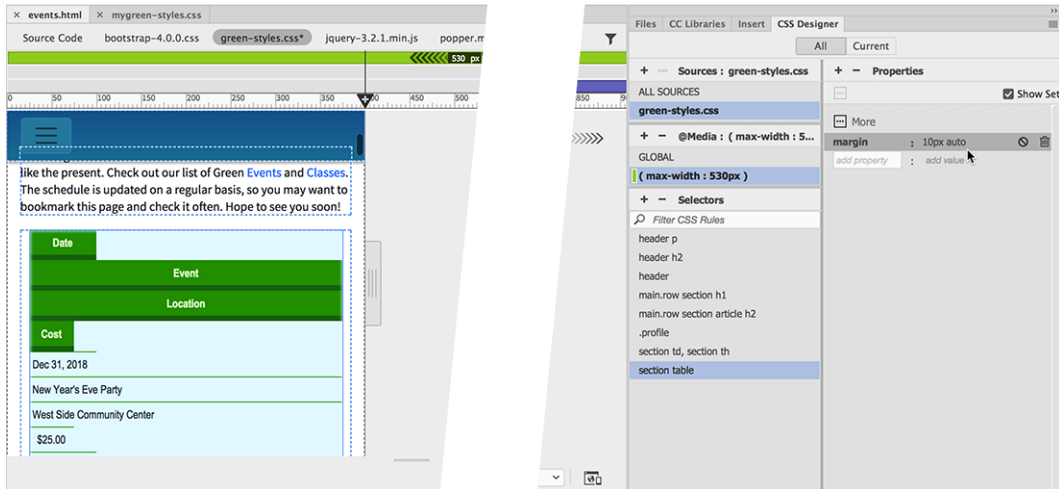 × events.html × mygreen-styles.css
Source Code bootstrap-4.0.0.css green-styles.css* jquery-3.2.1.min.js
530 px
0 50 100 150 200 250 300 350 400 450 500
like the present. Check out our list of Green Events and Classes.
The schedule is updated on a regular basis, so you may want to
bookmark this page and check it often. Hope to see you soon!
Date
Event
Location
Cost
Dec 31, 2018
New Year's Eve Party
West Side Community Center
$25.00
850
Files CC Libraries Insert CSS Designer
All Current
+ − Sources : green-styles.css
ALL SOURCES
green-styles.css
+ − @Media : ( max-width : 5...
GLOBAL
( max-width : 530px )
+ − Selectors
Filter CSS Rules
header p
header h2
header
main.row section h1
main.row section article h2
.profile
section td, section th
section table
+ − Properties
Show Set
More
margin : 10px auto
add property : add value